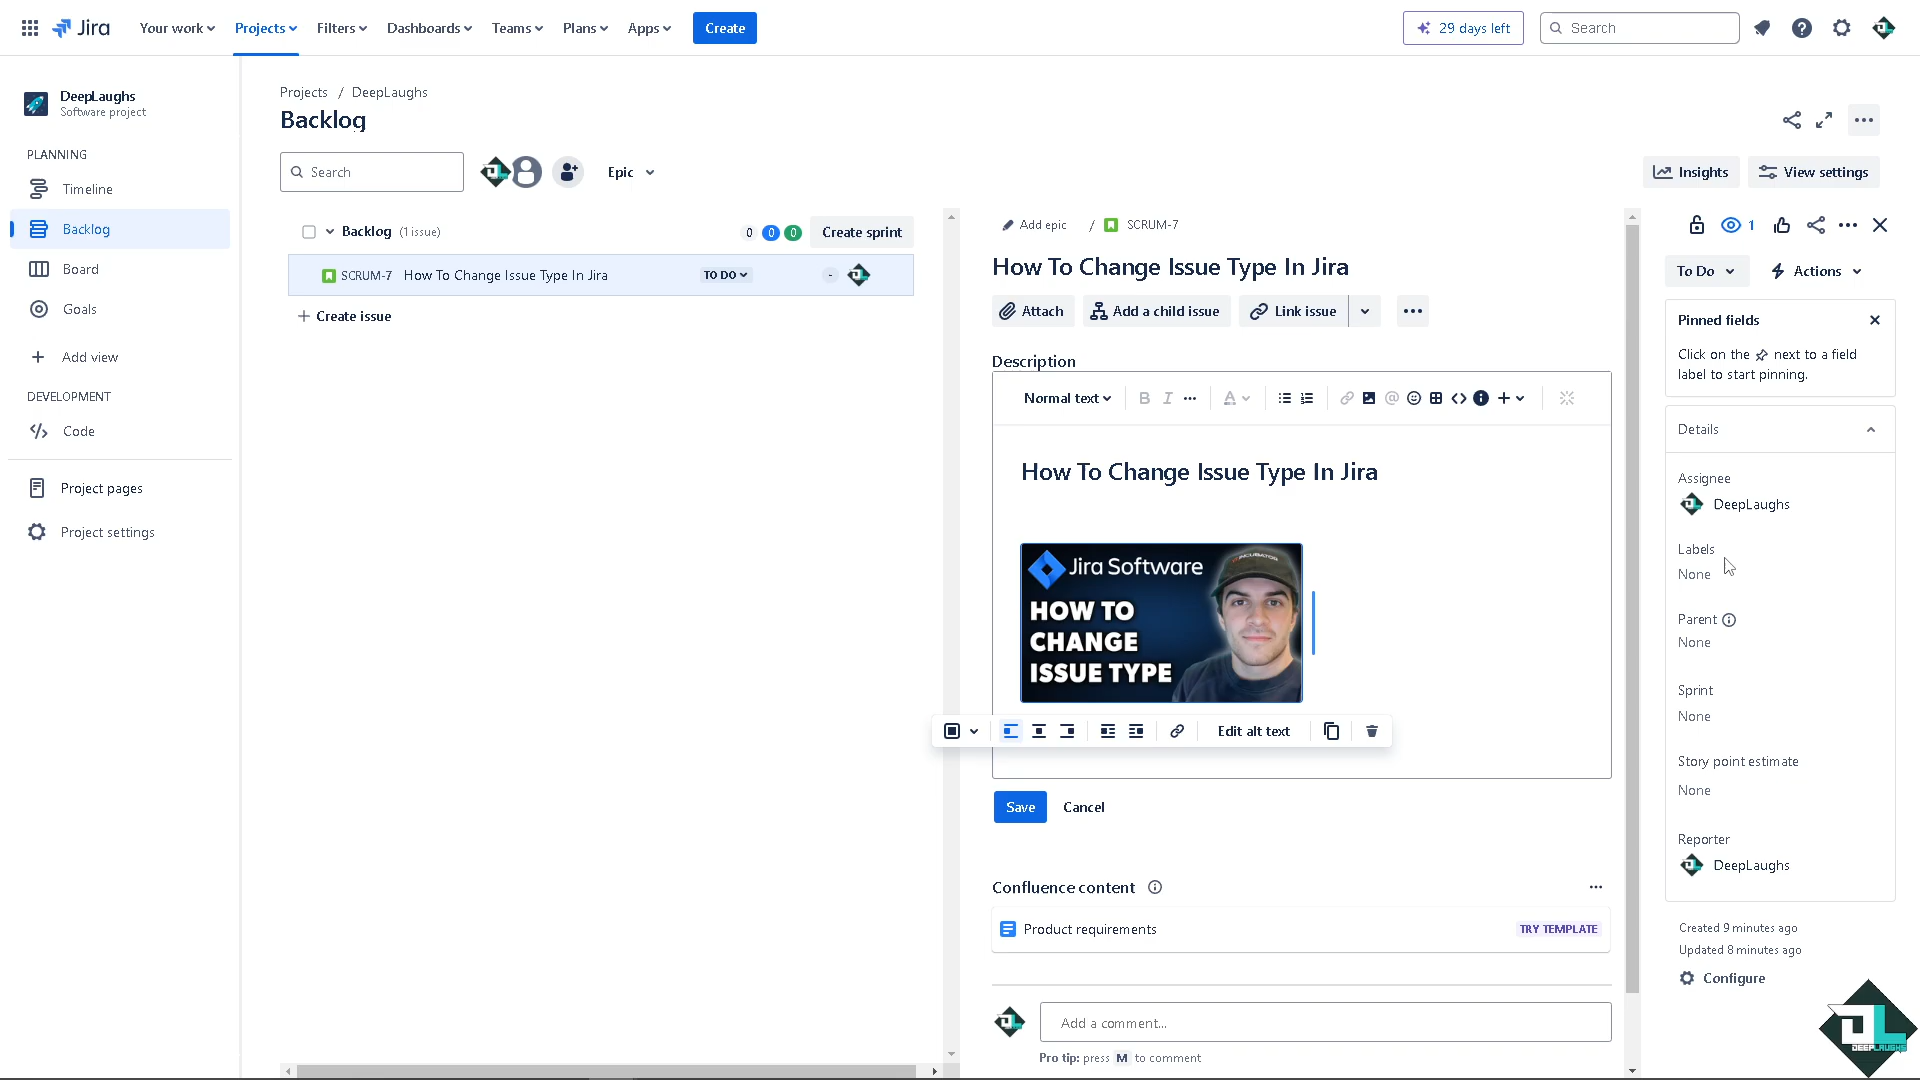 Jira
Your work
Projects
Filters
Dashboards
Teams
Plans
Apps
Create
29 days left
Search
DeepLaughs
Software project
PLANNING
Timeline
Backlog
Board
Goals
Add view
DEVELOPMENT
Code
Project pages
Project settings
Projects / DeepLaughs
Backlog
Search
Epic
Insights
View settings
Backlog (1 issue)
0 0 0
Create sprint
SCRUM-7 How To Change Issue Type In Jira
TO DO
-
+ Create issue
Add epic / SCRUM-7
How To Change Issue Type In Jira
Attach
Add a child issue
Link issue
Description
Normal text
B I
A
How To Change Issue Type In Jira
Jira Software
HOW TO
CHANGE
ISSUE TYPE
INCUBATOR
Edit alt text
Save
Cancel
Confluence content
Product requirements
TRY TEMPLATE
Add a comment...
Pro tip: press M to comment
1
To Do
Actions
Pinned fields
Click on the next to a field
label to start pinning.
Details
Assignee
DeepLaughs
Labels
None
Parent
None
Sprint
None
Story point estimate
None
Reporter
DeepLaughs
Created 9 minutes ago
Updated 8 minutes ago
Configure
DEEPLAUGHS